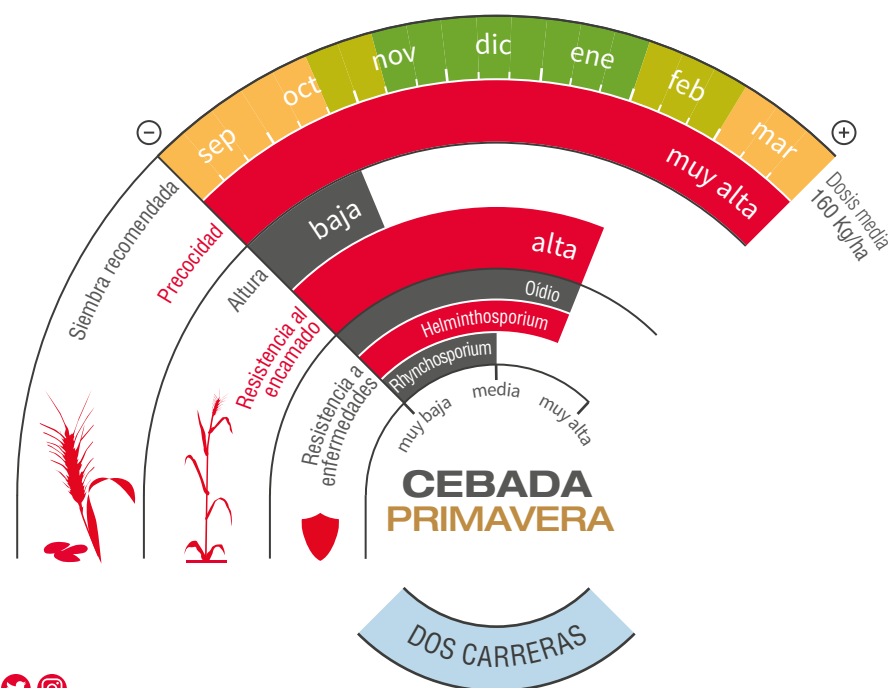 sep
oct
nov
dic
ene
feb
mar
−
+
Siembra recomendada
Dosis media
160 Kg/ha
Precocidad
muy alta
Altura
baja
Resistencia al
encamado
alta
Resistencia a
enfermedades
Oídio
Helminthosporium
Rhynchosporium
muy baja
media
muy alta
CEBADA
PRIMAVERA
DOS CARRERAS